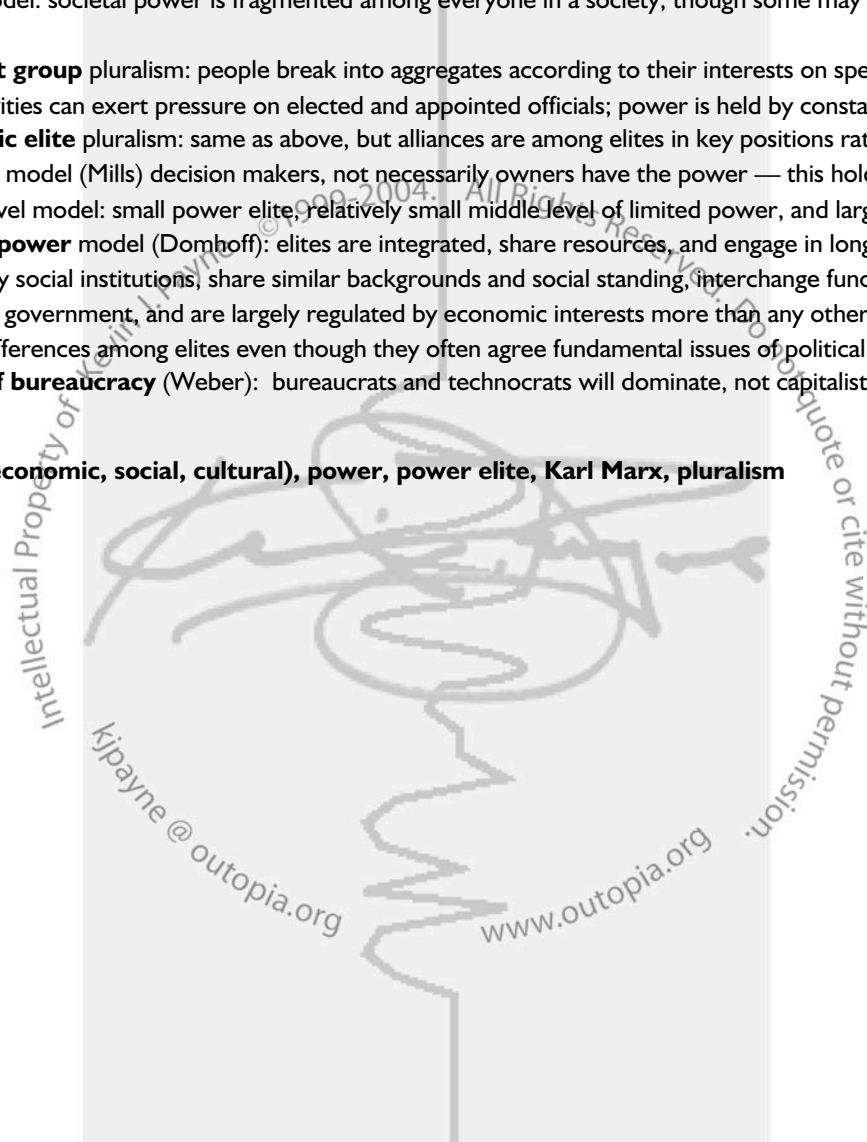 odel: societal power is fragmented among everyone in a society, though some may
t group pluralism: people break into aggregates according to their interests on spe
vities can exert pressure on elected and appointed officials; power is held by consta
ic elite pluralism: same as above, but alliances are among elites in key positions rat
model (Mills) decision makers, not necessarily owners have the power — this hold
vel model: small power elite, relatively small middle level of limited power, and larg
power model (Domhoff): elites are integrated, share resources, and engage in long
y social institutions, share similar backgrounds and social standing, interchange func
government, and are largely regulated by economic interests more than any other
fferences among elites even though they often agree fundamental issues of political
f bureaucracy (Weber): bureaucrats and technocrats will dominate, not capitalist
economic, social, cultural), power, power elite, Karl Marx, pluralism
Intellectual Property of Kevin J. Payne ©1999-2004. All Rights Reserved. Do not quote or cite without permission.
kjpayne @ outopia.org
www.outopia.org